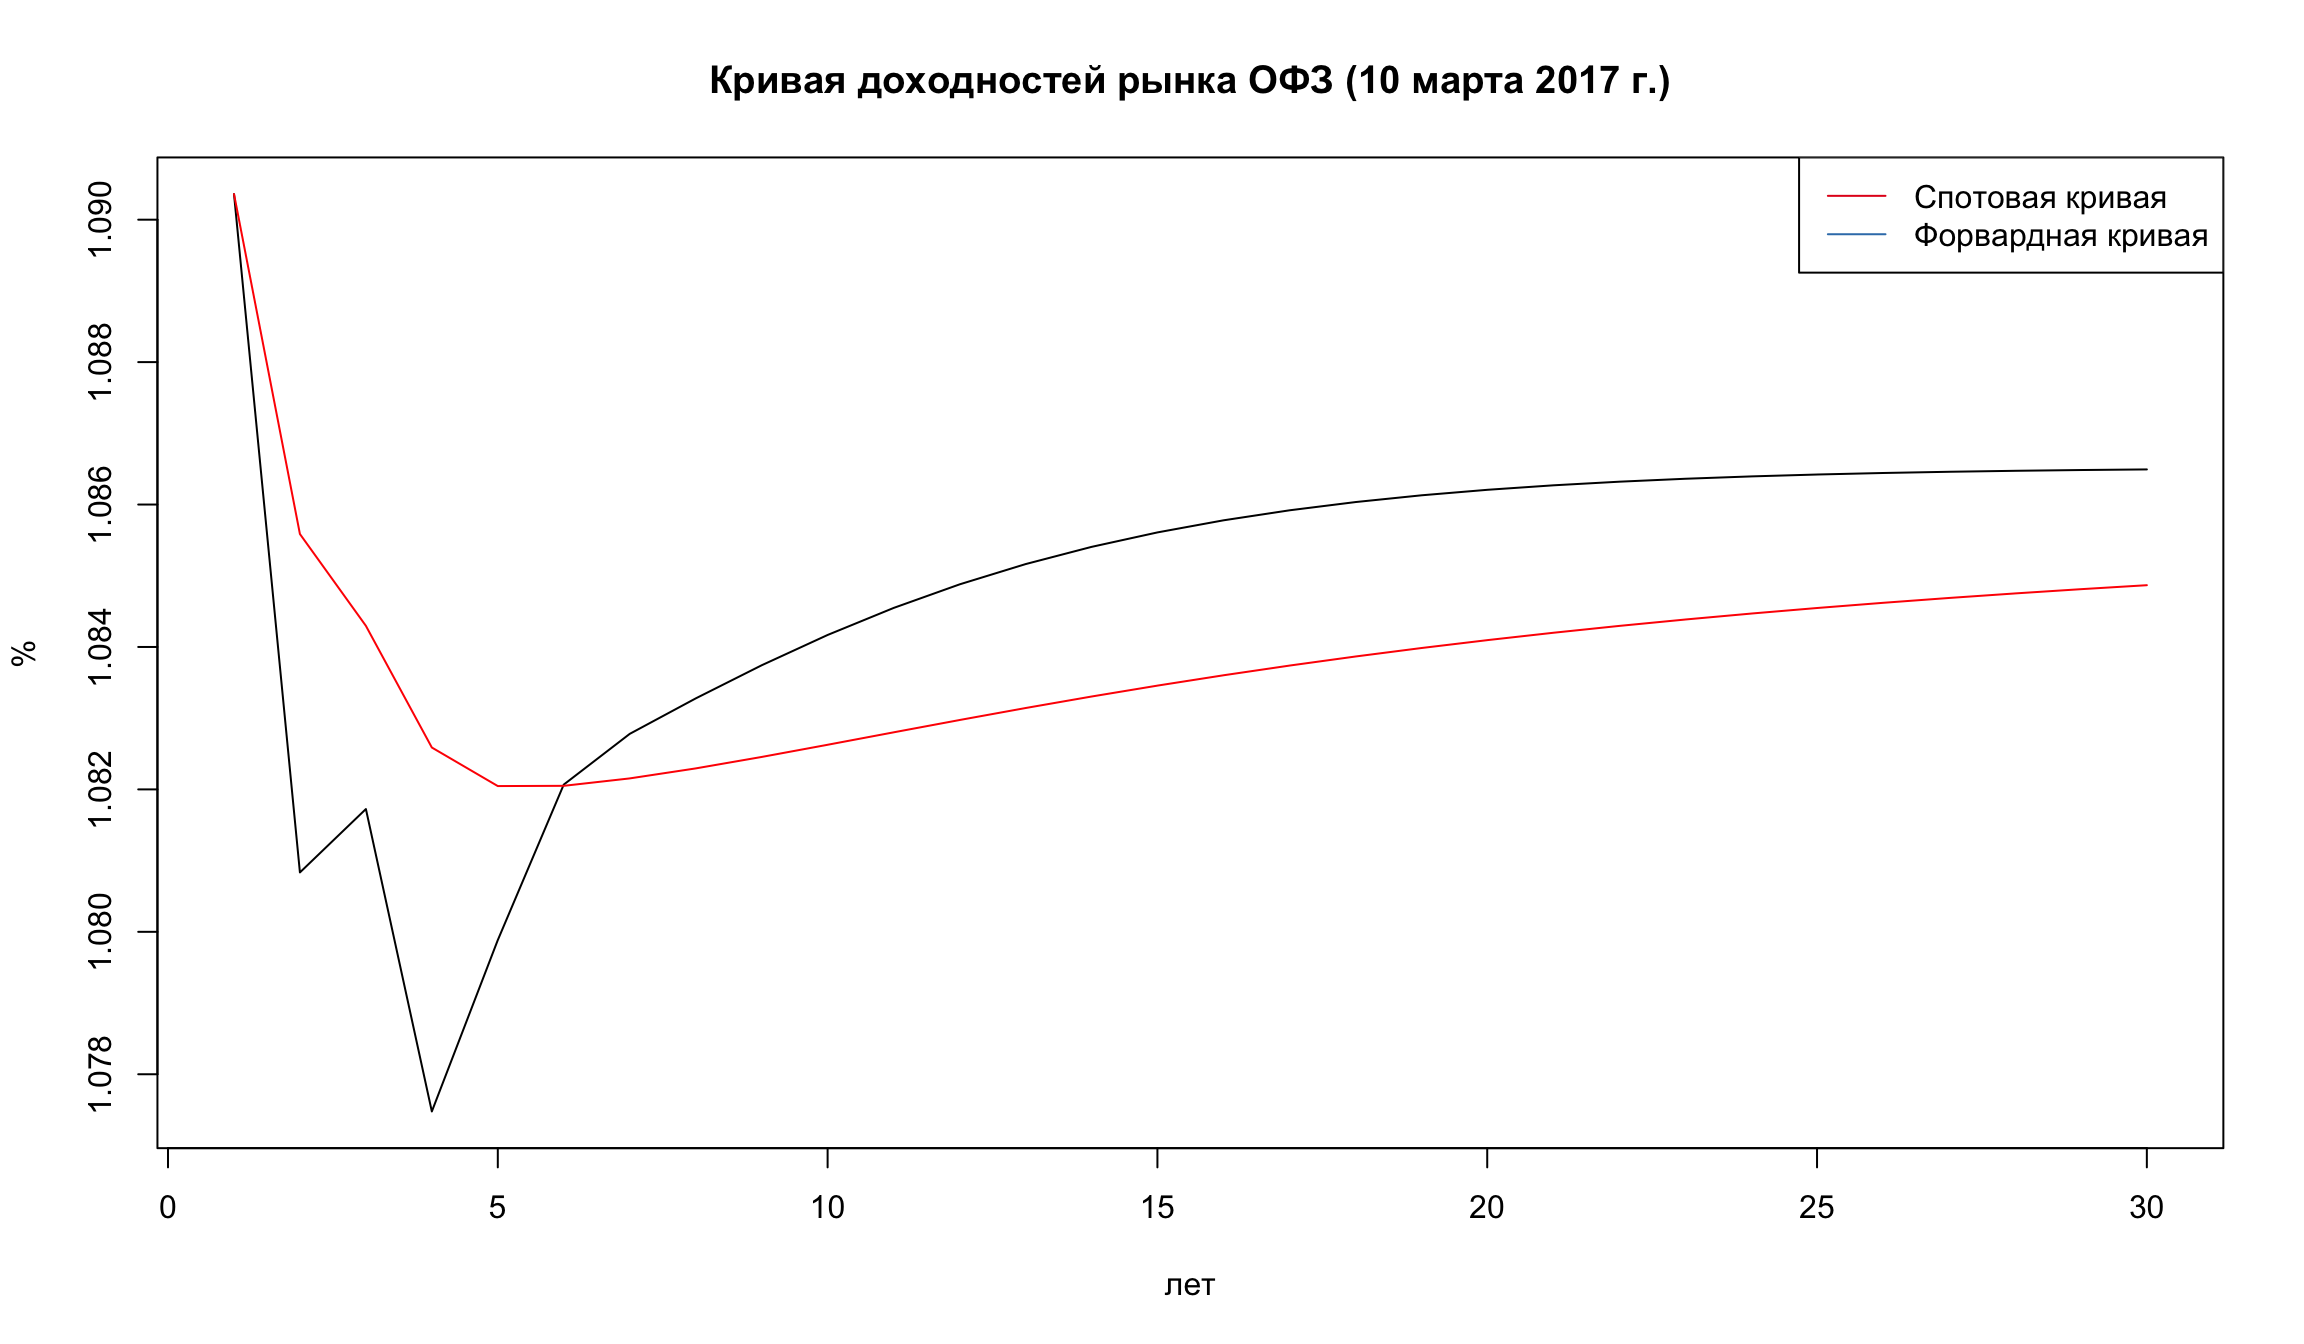 Кривая доходностей рынка ОФЗ (10 марта 2017 г.)
Спотовая кривая
Форвардная кривая
1.090
1.088
1.086
1.084
1.082
1.080
1.078
%
0 5 10 15 20 25 30
лет